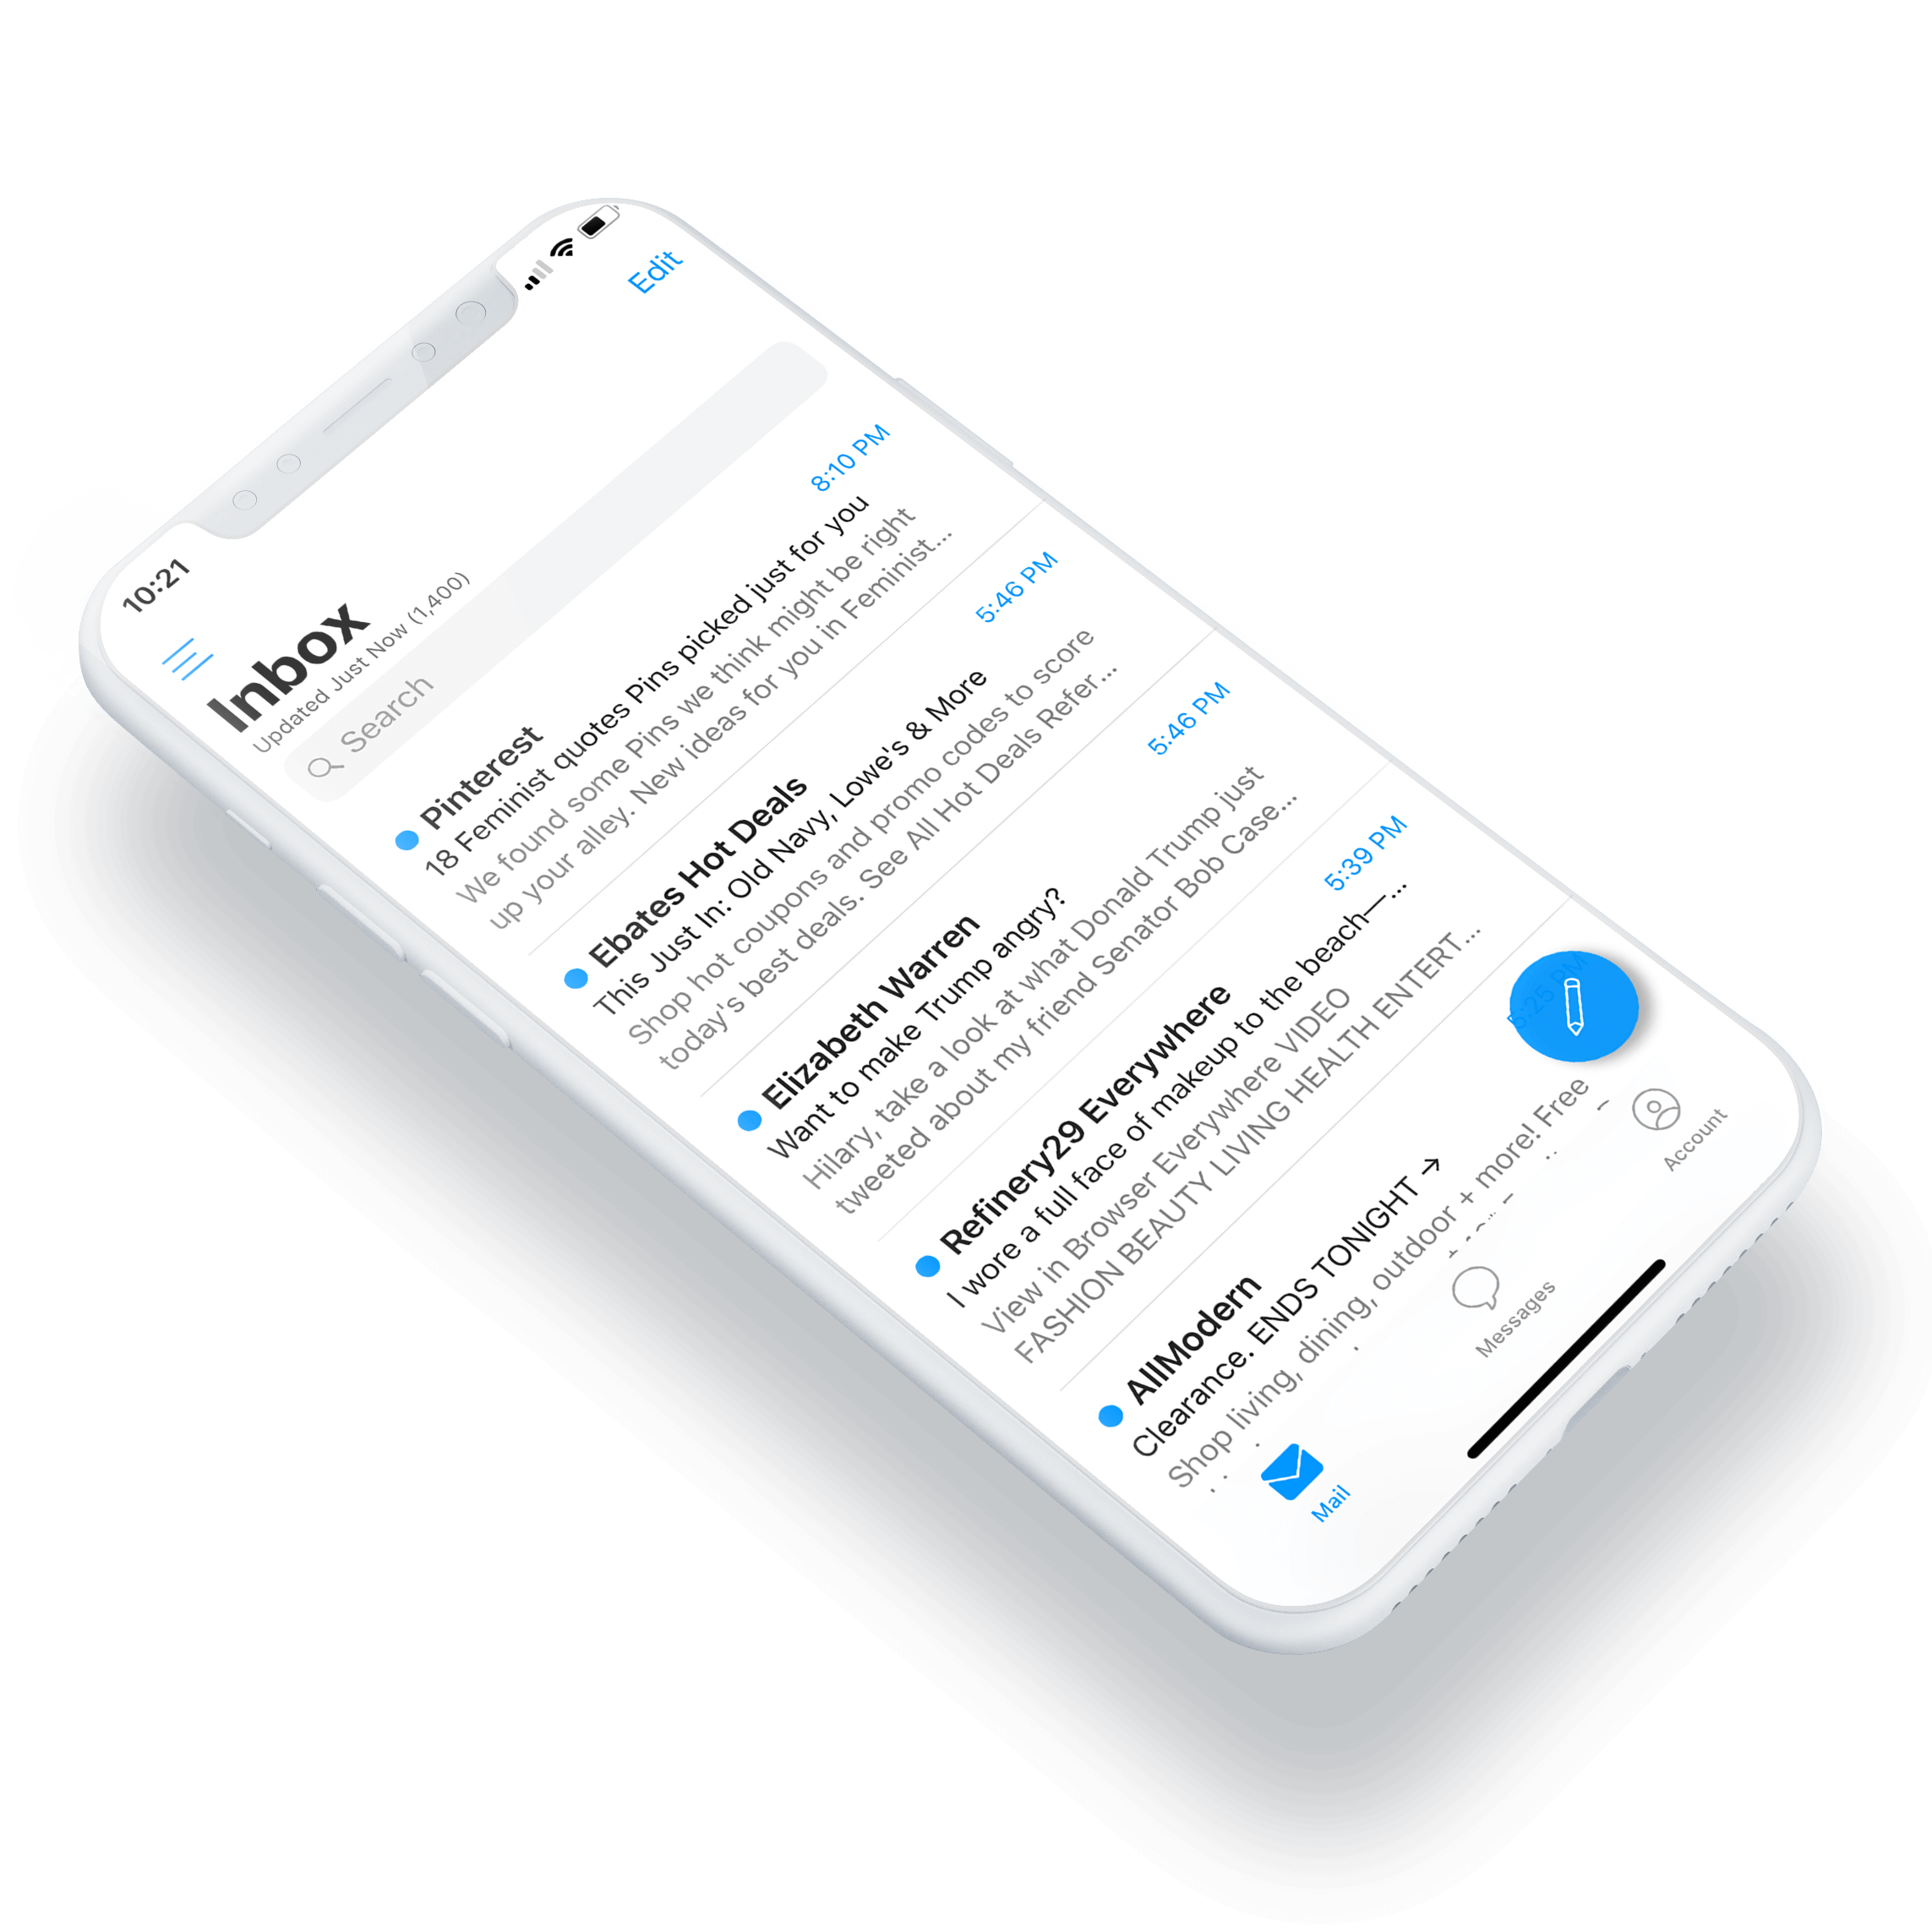 10:21
Edit
Inbox
Updated Just Now (1,400)
Search
Pinterest
8:10 PM
18 Feminist quotes Pins picked just for you
We found some Pins we think might be right
up your alley. New ideas for you in Feminist...
Ebates Hot Deals
5:46 PM
This Just In: Old Navy, Lowe's & More
Shop hot coupons and promo codes to score
today's best deals. See All Hot Deals Refer...
Elizabeth Warren
5:46 PM
Want to make Trump angry?
Hilary, take a look at what Donald Trump just
tweeted about my friend Senator Bob Case...
Refinery29 Everywhere
5:39 PM
I wore a full face of makeup to the beach—...
View in Browser Everywhere VIDEO
FASHION BEAUTY LIVING HEALTH ENTERT...
AllModern
5:25 PM
Clearance. ENDS TONIGHT →
Shop living, dining, outdoor + more! Free
Mail
Messages
Account